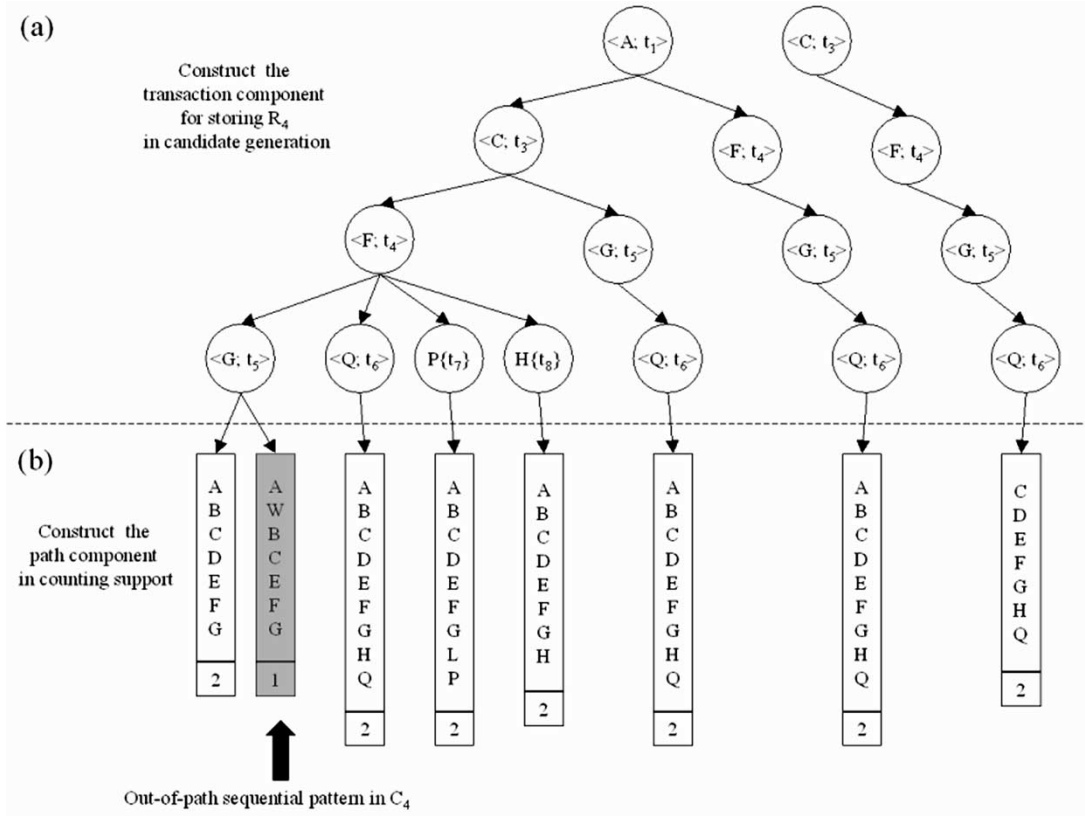 (a)
Construct the
transaction component
for storing R4
in candidate generation
<A; t1>
<C; t3>
<C; t3>
<F; t4>
<F; t4>
<F; t4>
<G; t5>
<G; t5>
<G; t5>
<G; t5>
<Q; t6>
P{t7}
H{t8}
<Q; t6>
<Q; t6>
<Q; t6>
(b)
Construct the
path component
in counting support
A
B
C
D
E
F
G
2
A
W
B
C
E
F
G
1
A
B
C
D
E
F
G
H
Q
2
A
B
C
D
E
F
G
L
P
2
A
B
C
D
E
F
G
H
2
A
B
C
D
E
F
G
H
Q
2
A
B
C
D
E
F
G
H
Q
2
C
D
E
F
G
H
Q
2
Out-of-path sequential pattern in C4